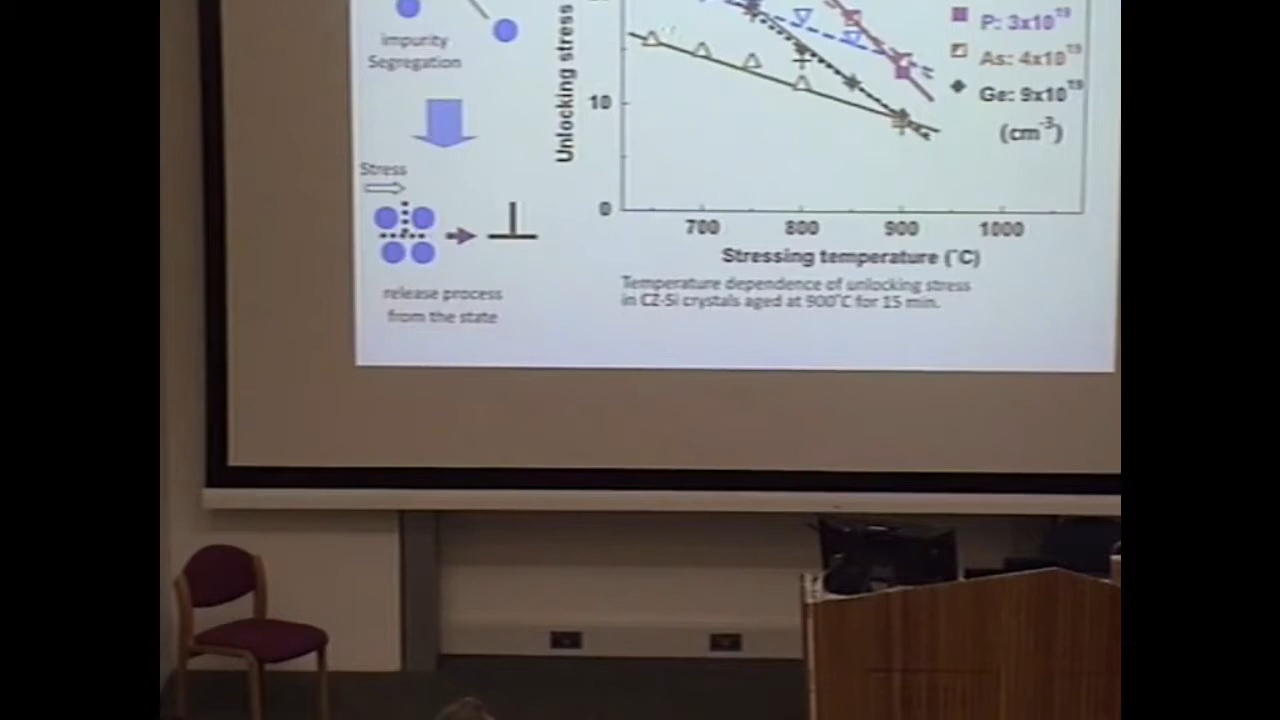 impurity
Segregation
Stress
release process
from the state
Unlocking stress
10
0
700 800 900 1000
Stressing temperature (°C)
P: 3x10¹⁹
As: 4x10¹⁹
Ge: 9x10¹⁹
(cm⁻³)
Temperature dependence of unlocking stress
in CZ-Si crystals aged at 900°C for 15 min.